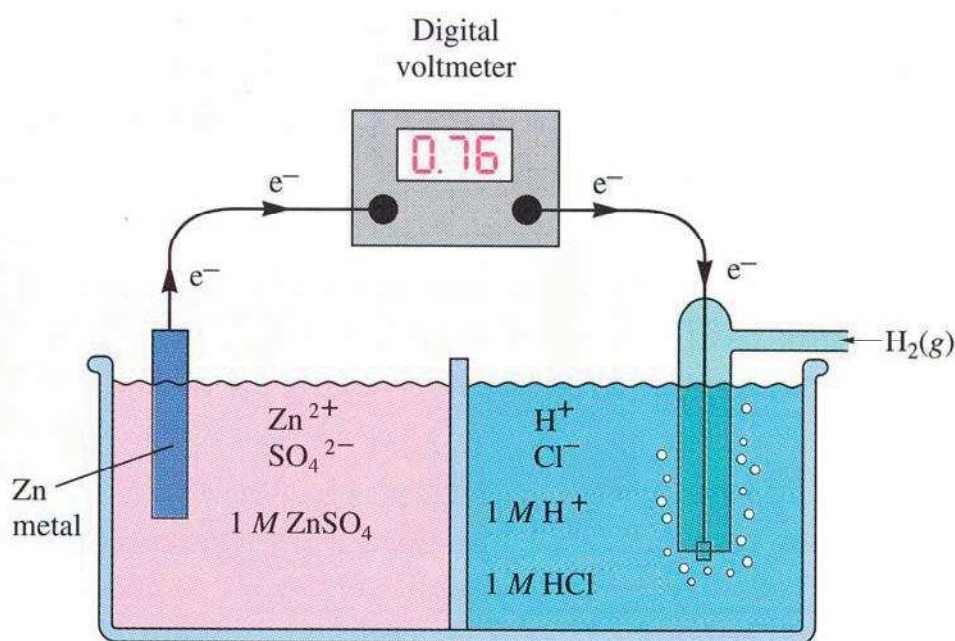 Digital
voltmeter
0.76
e⁻
e⁻
e⁻
e⁻
H₂(g)
Zn²⁺
SO₄²⁻
1 M ZnSO₄
H⁺
Cl⁻
1 M H⁺
1 M HCl
Zn
metal